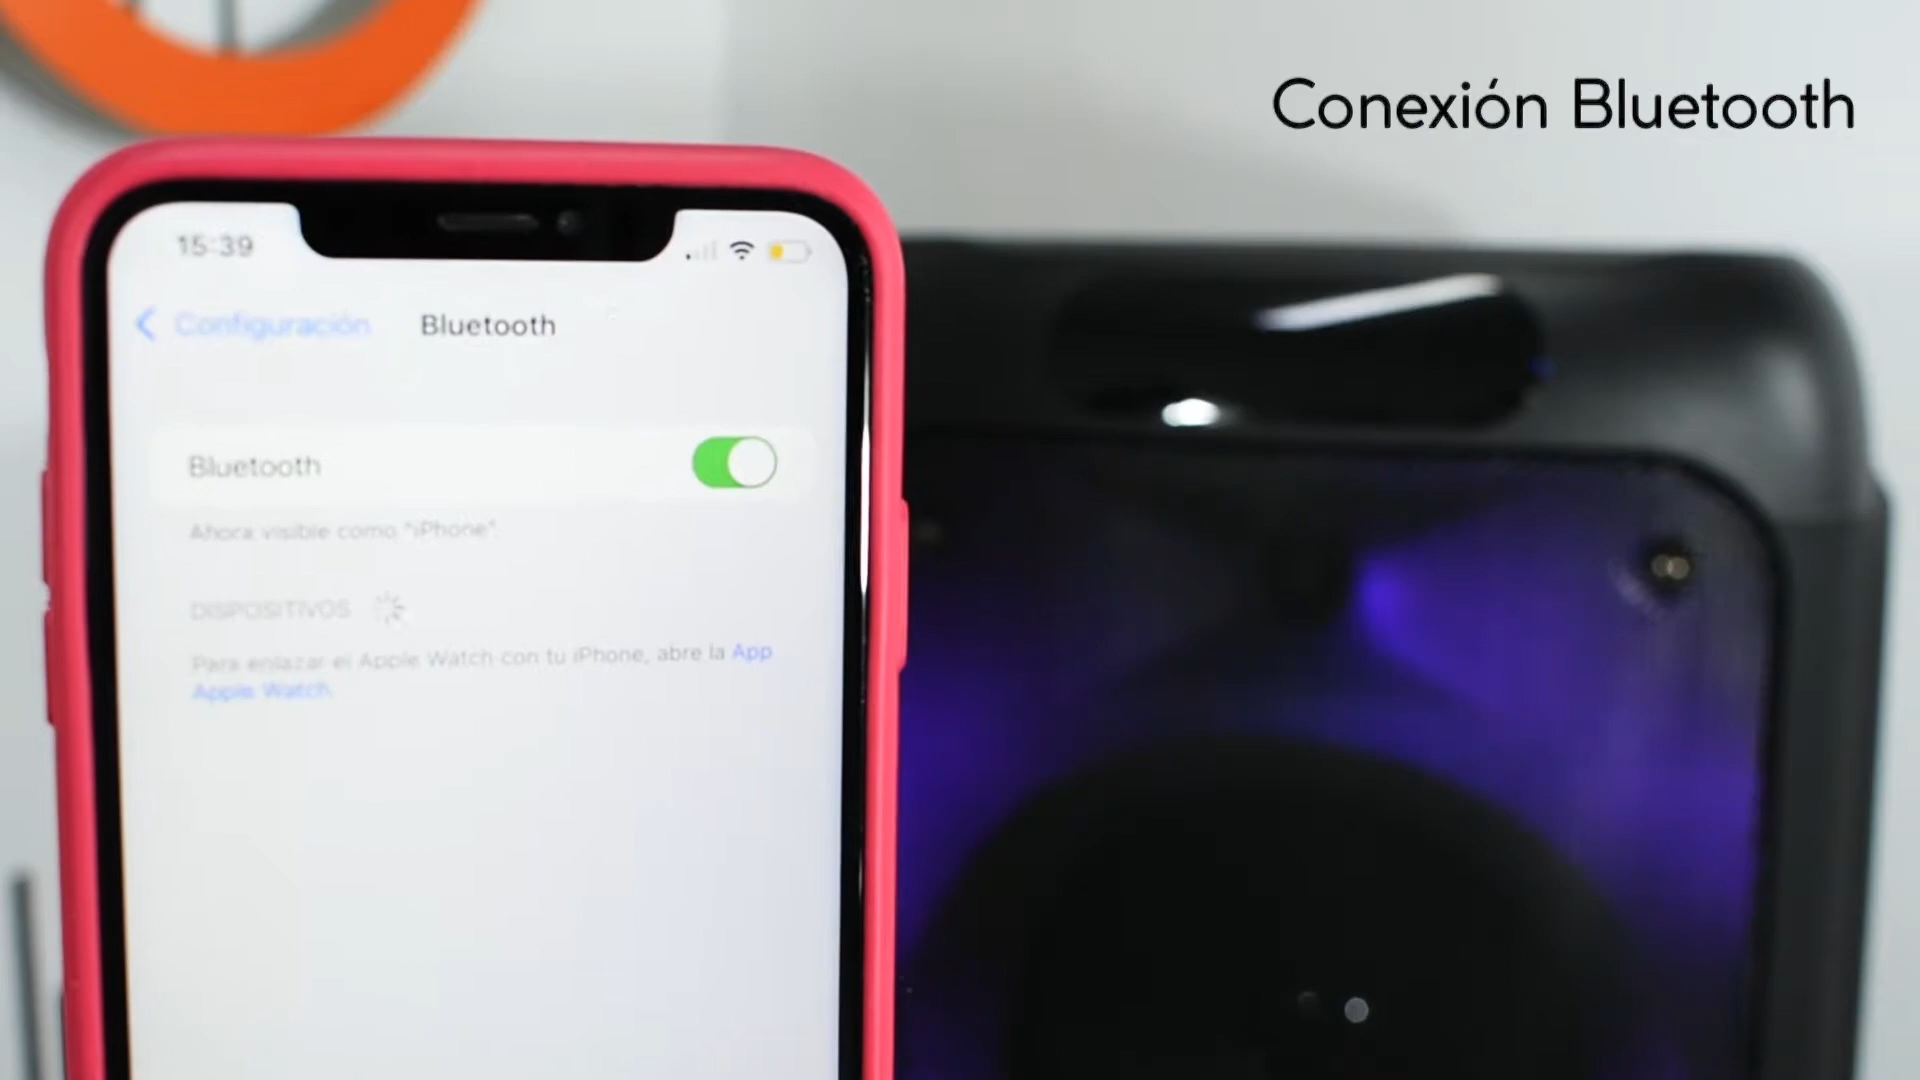 Conexión Bluetooth
15:39
Configuración Bluetooth
Bluetooth
Ahora visible como "iPhone".
DISPOSITIVOS
Para enlazar el Apple Watch con tu iPhone, abre la App
Apple Watch.